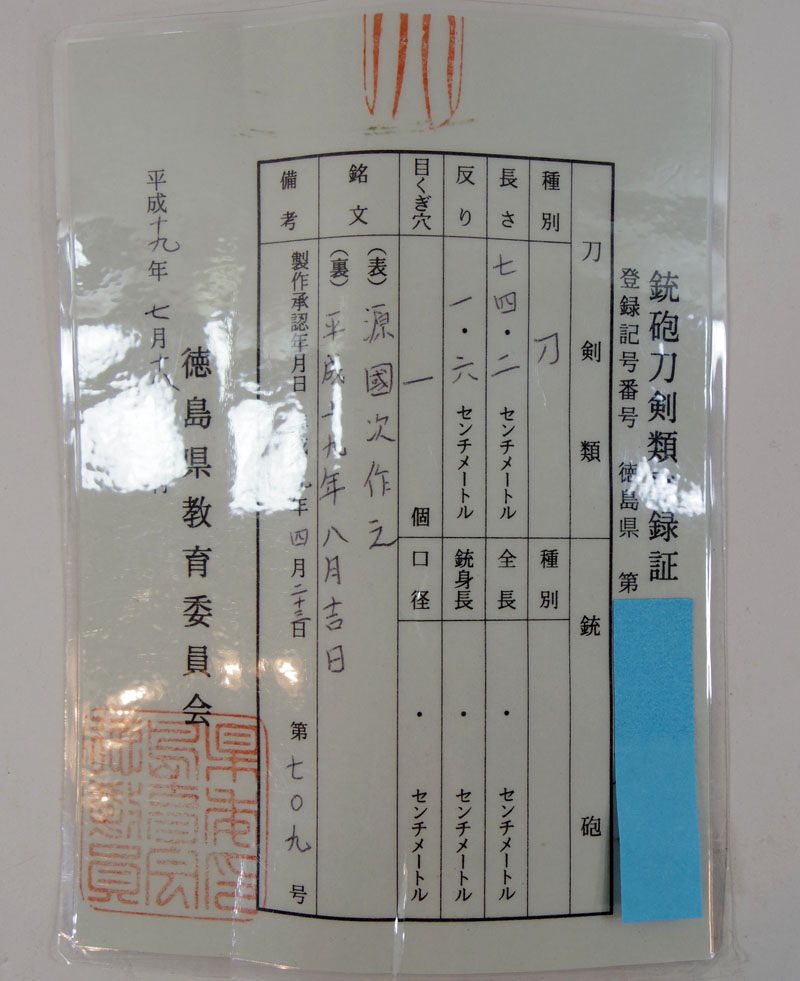 銃砲刀剣類 録証
登録記号番号 徳島県 第
刀剣類
種別 刀
長さ 七四・二 センチメートル
反り 一・六 センチメートル
目くぎ穴 一 個
銃砲
種別
全長 ・ センチメートル
銃身長 ・ センチメートル
口径 ・ センチメートル
銘文 (表) 源國次作之
(裏) 平成十九年八月吉日
備考 製作承認年月日 年四月二十三日 第七〇九号
平成十九年七月十八
徳島県教育委員会